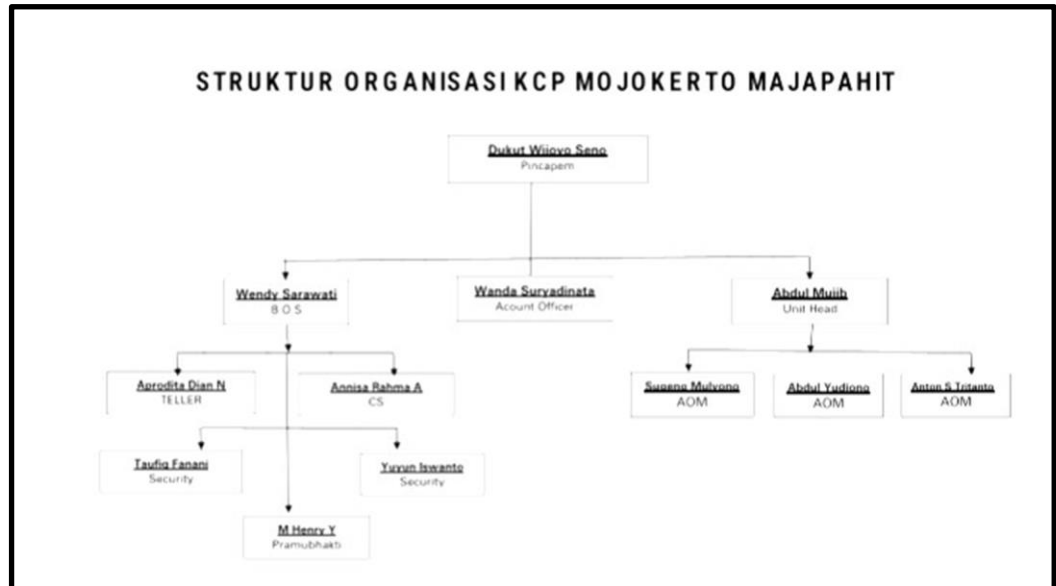 STRUKTUR ORGANISASI KCP MOJOKERTO MAJAPAHIT
Dukut Wijoyo Seno
Pincapem
Wendy Sarawati
B O S
Wanda Suryadinata
Acount Officer
Abdul Mujib
Unit Head
Aprodita Dian N
TELLER
Annisa Rahma A
CS
Sugeng Mulyono
AOM
Abdul Yudiono
AOM
Anton S Tritanto
AOM
Taufiq Fanani
Security
Yuyun Iswanto
Security
M Henry Y
Pramubhakti